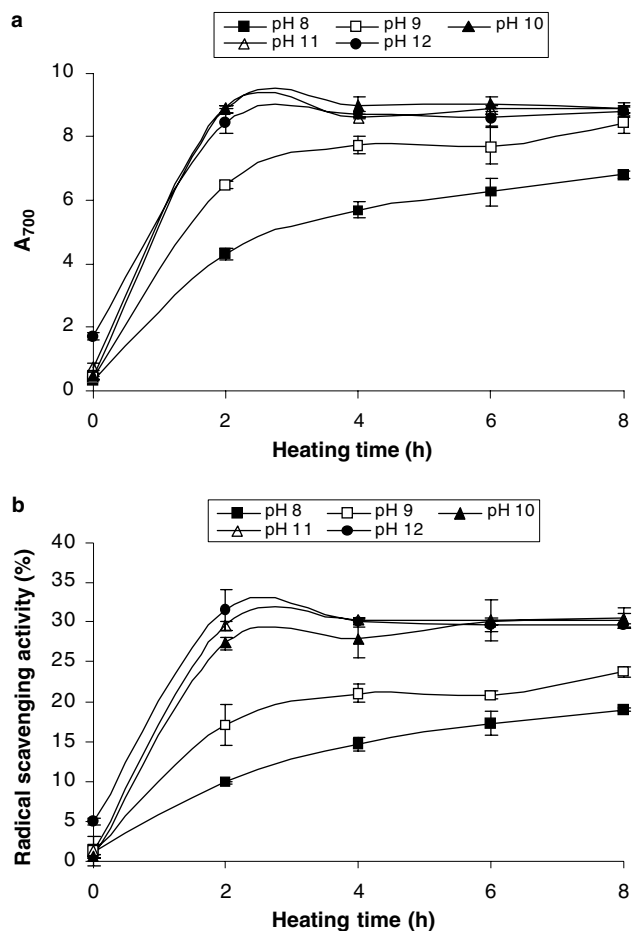 a
pH 8 pH 9 pH 10
pH 11 pH 12
10
8
6
4
2
0
A700
0 2 4 6 8
Heating time (h)
b
pH 8 pH 9 pH 10
pH 11 pH 12
40
35
30
25
20
15
10
5
0
Radical scavenging activity (%)
0 2 4 6 8
Heating time (h)